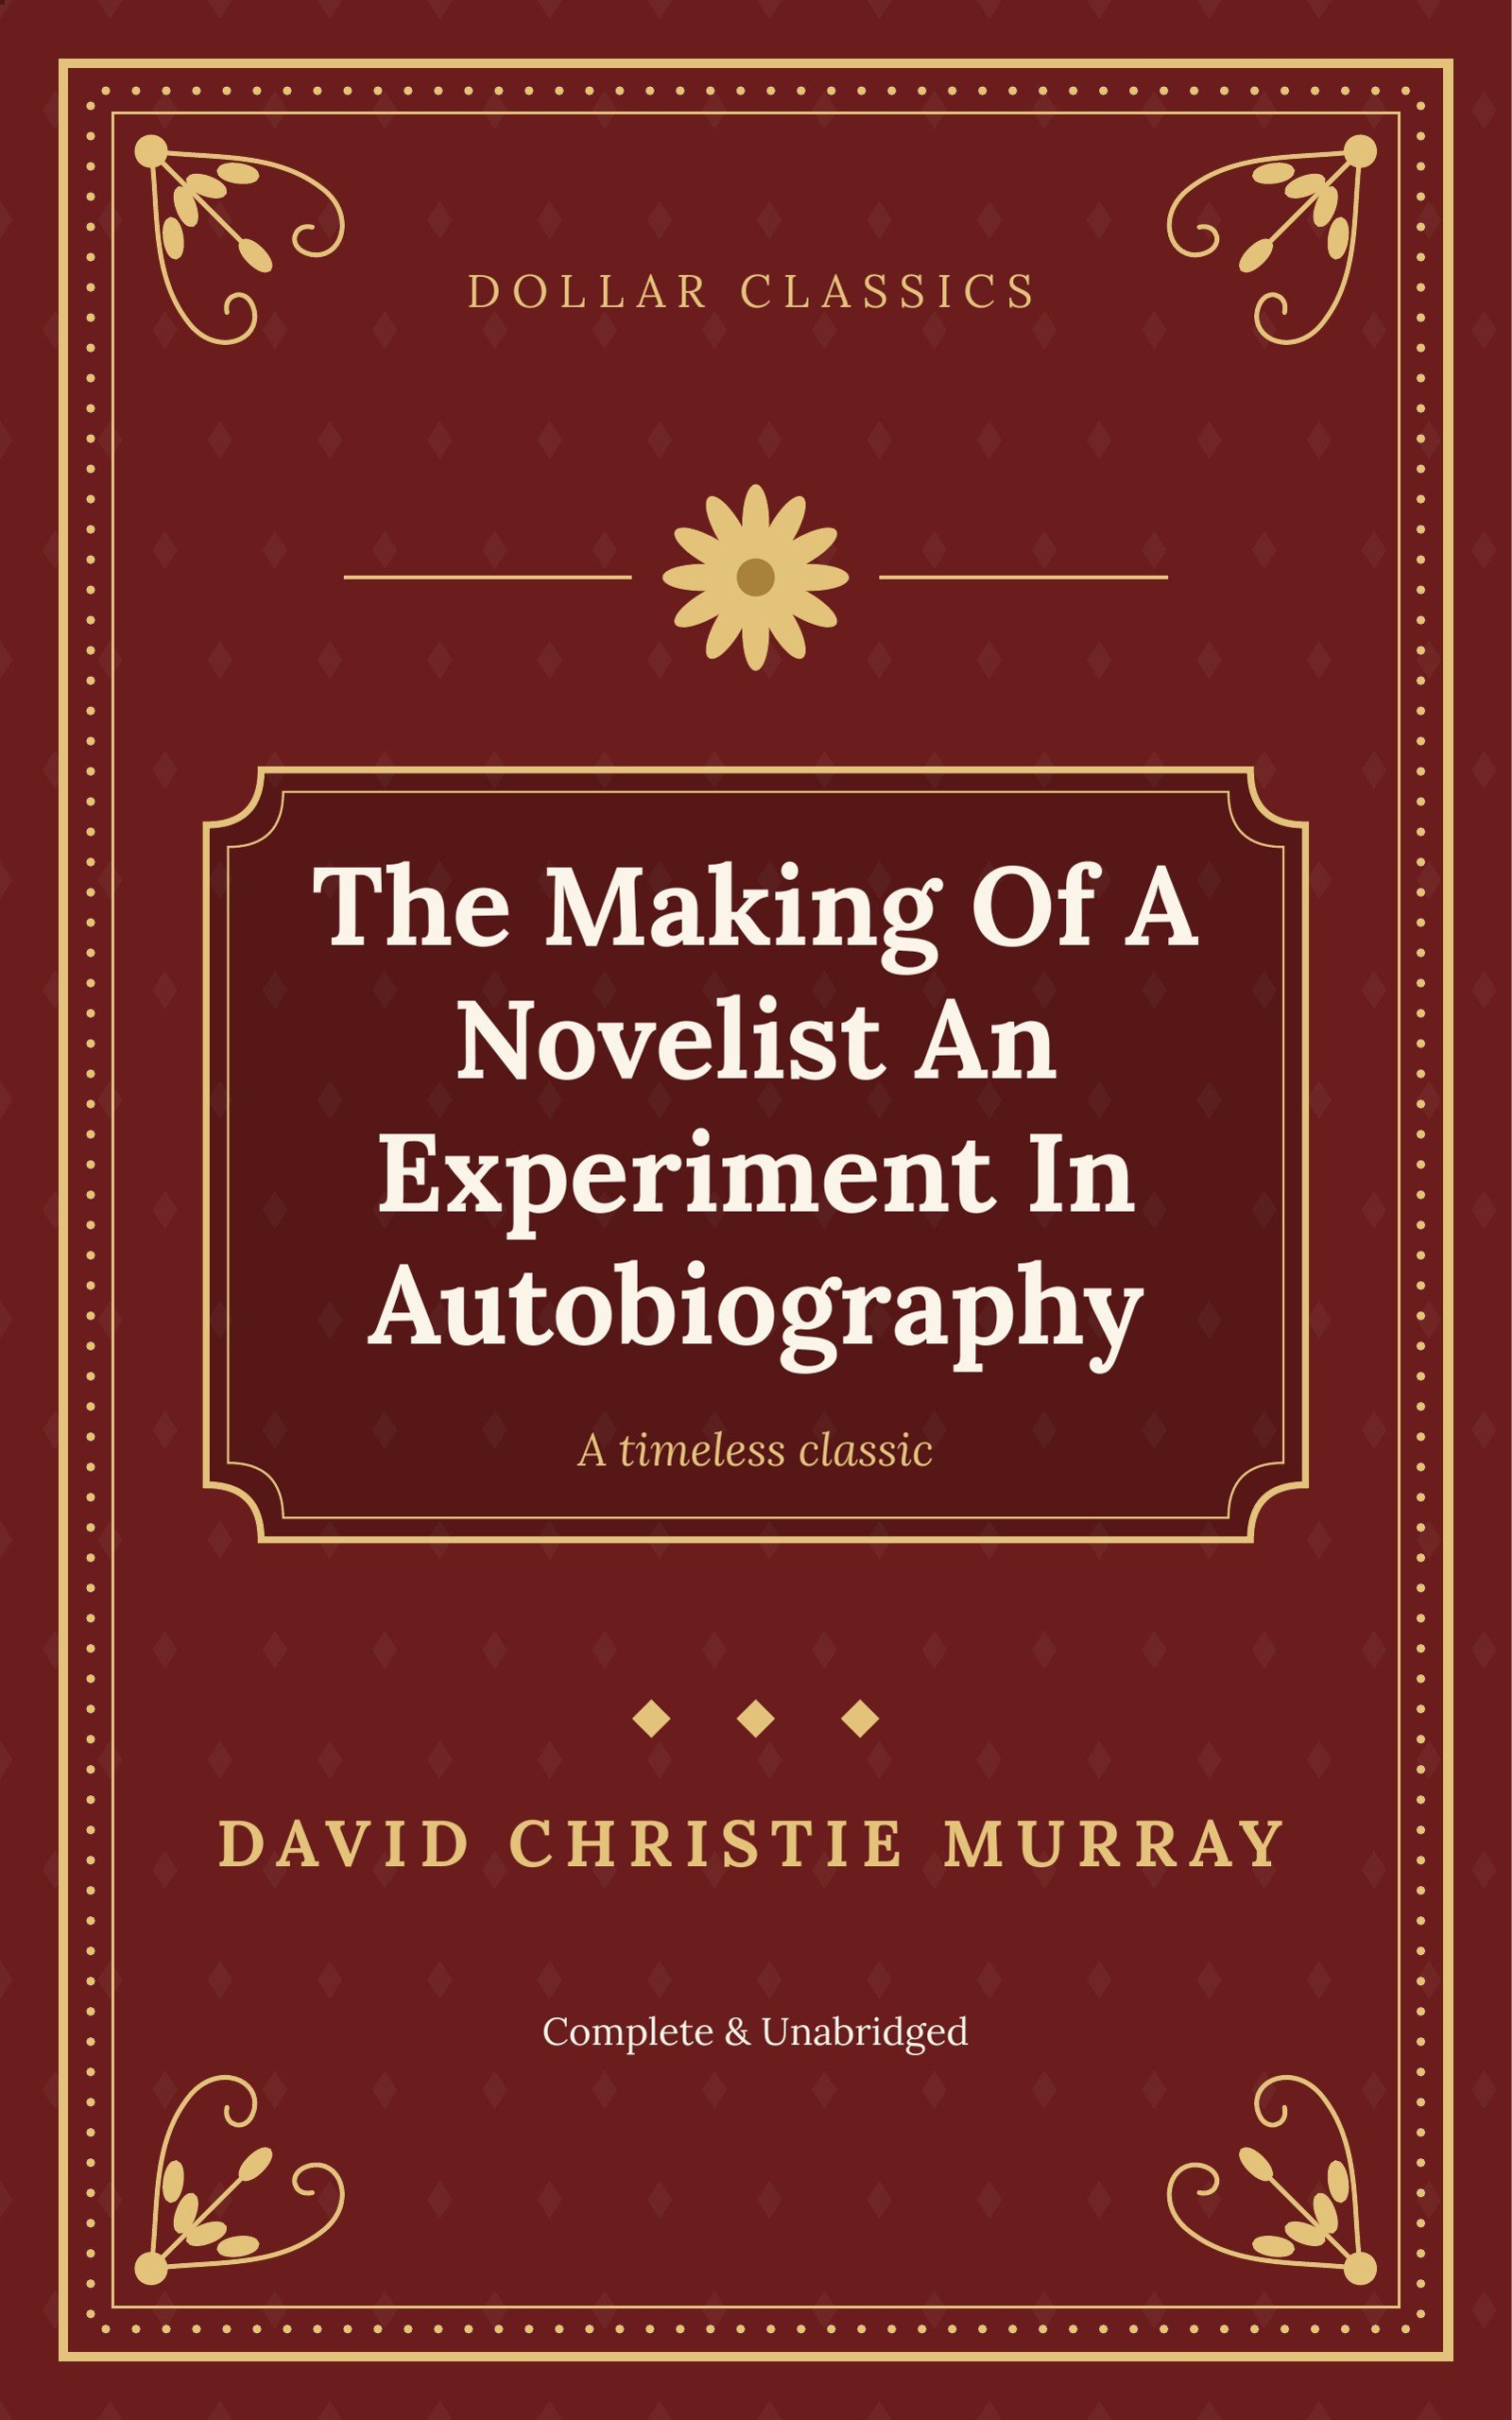 DOLLAR CLASSICS
The Making Of A
Novelist An
Experiment In
Autobiography
A timeless classic
DAVID CHRISTIE MURRAY
Complete & Unabridged